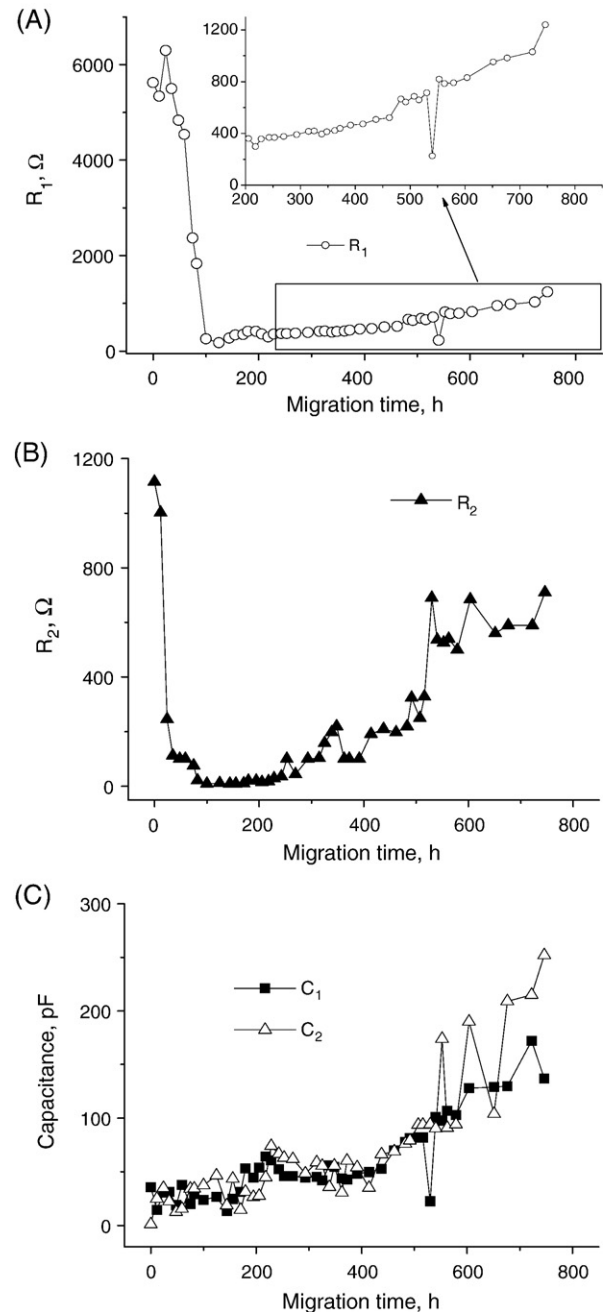 (A)
R1, Ω
6000
4000
2000
0
1200
800
400
0
200 300 400 500 600 700 800
R1
0 200 400 600 800
Migration time, h
(B)
R2, Ω
1200
800
400
0
R2
0 200 400 600 800
Migration time, h
(C)
Capacitance, pF
300
200
100
0
C1
C2
0 200 400 600 800
Migration time, h